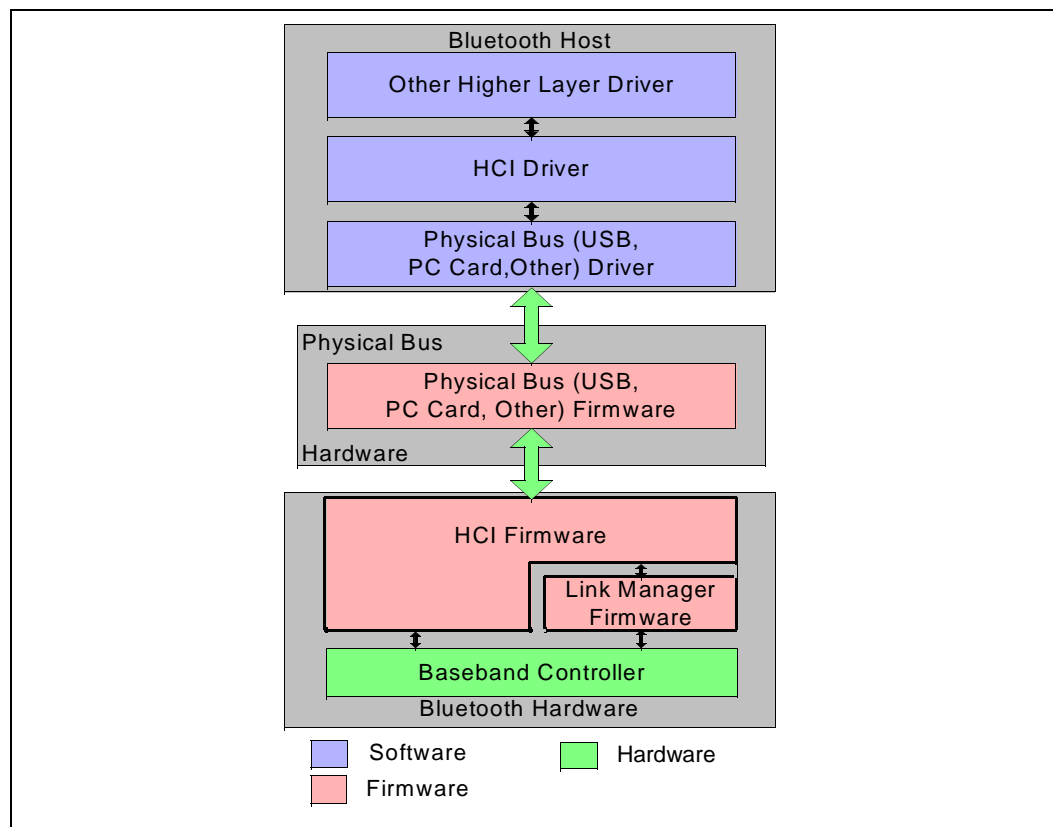 Bluetooth Host
Other Higher Layer Driver
HCI Driver
Physical Bus (USB,
PC Card,Other) Driver
Physical Bus
Physical Bus (USB,
PC Card, Other) Firmware
Hardware
HCI Firmware
Link Manager
Firmware
Baseband Controller
Bluetooth Hardware
Software
Hardware
Firmware